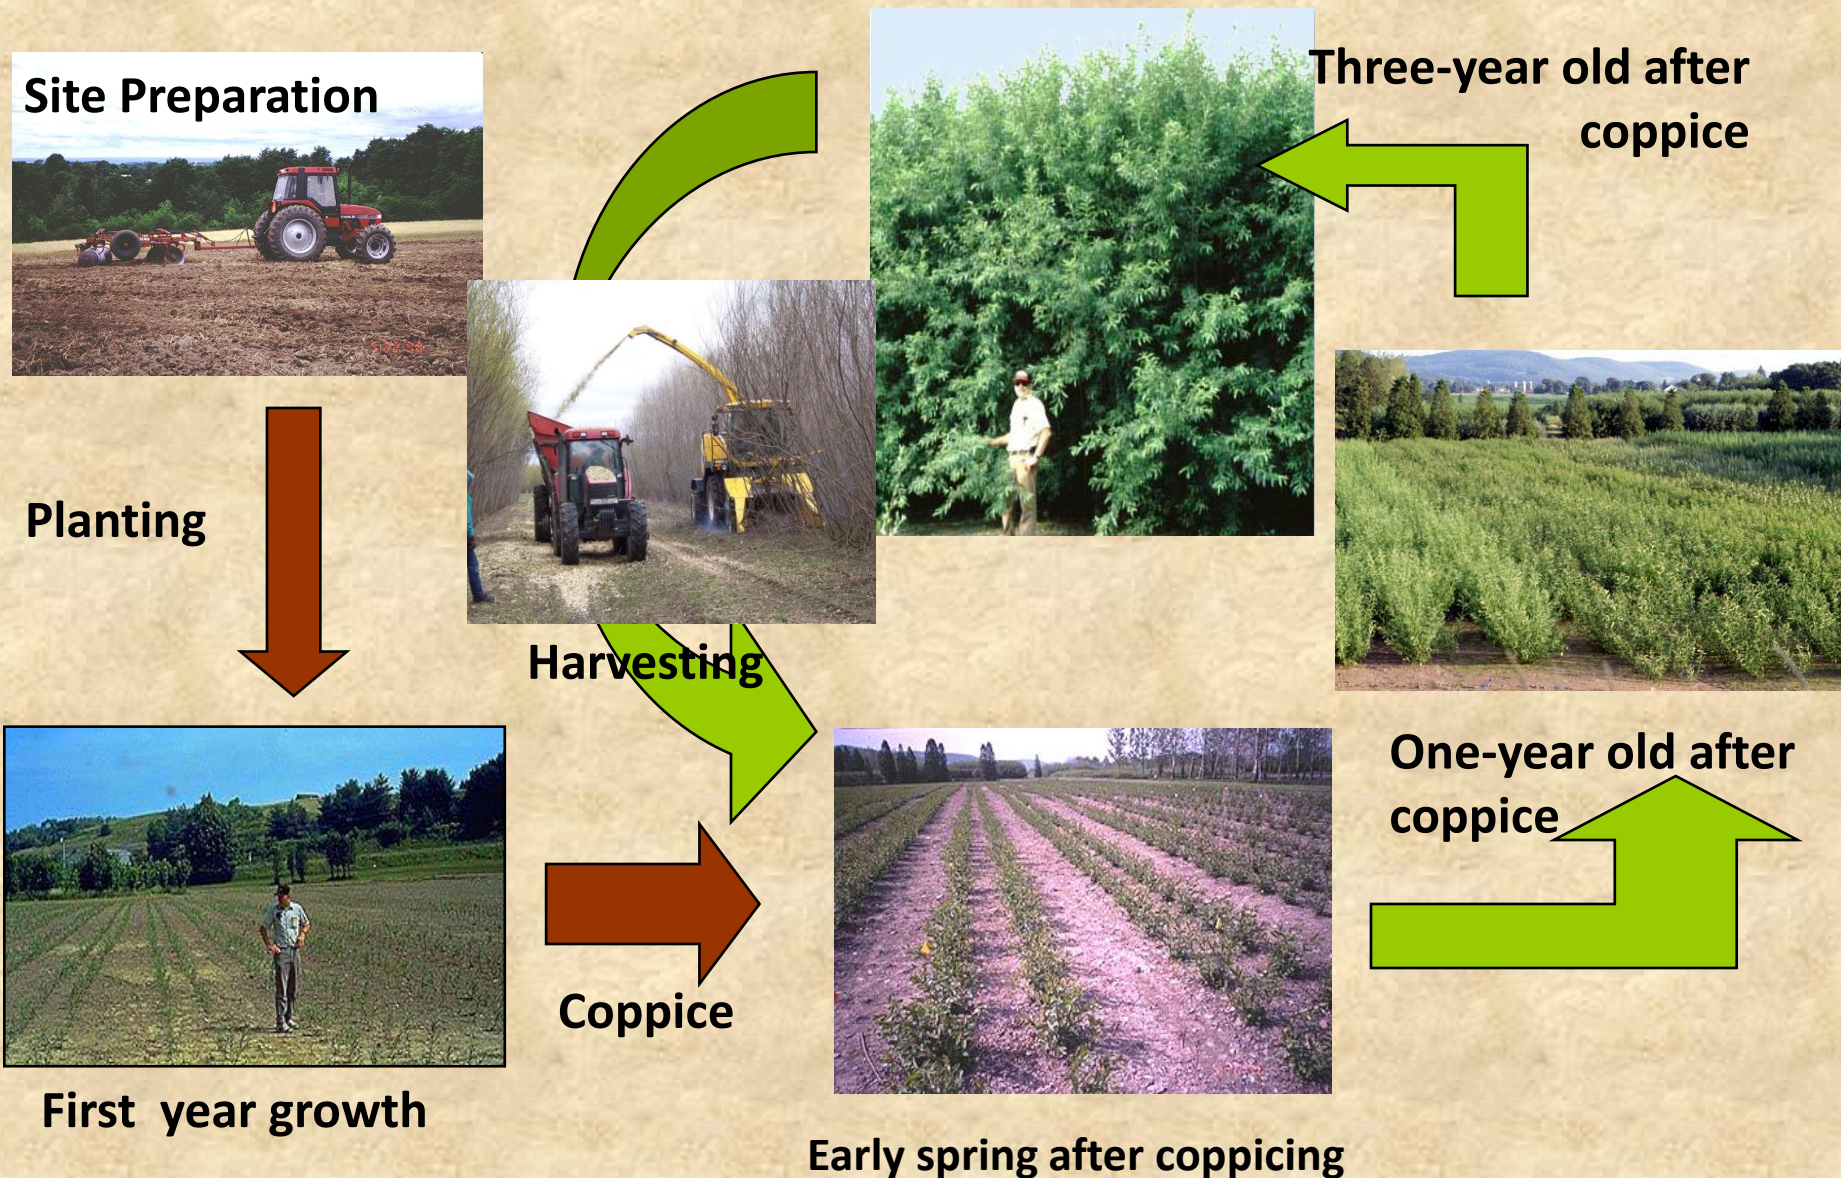 Site Preparation
Three-year old after
coppice
Planting
Harvesting
One-year old after
coppice
Coppice
First  year growth
Early spring after coppicing